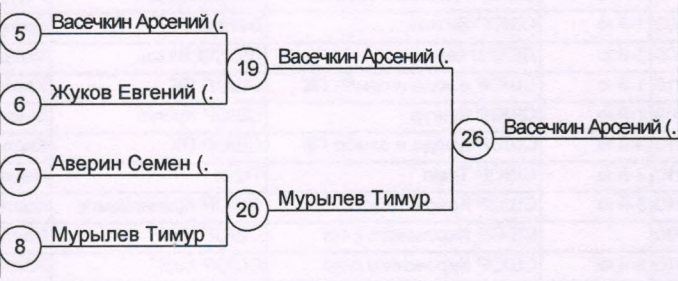 5 Васечкин Арсений (.
19 Васечкин Арсений (.
6 Жуков Евгений (.
26 Васечкин Арсений (.
7 Аверин Семен (.
20 Мурылев Тимур
8 Мурылев Тимур